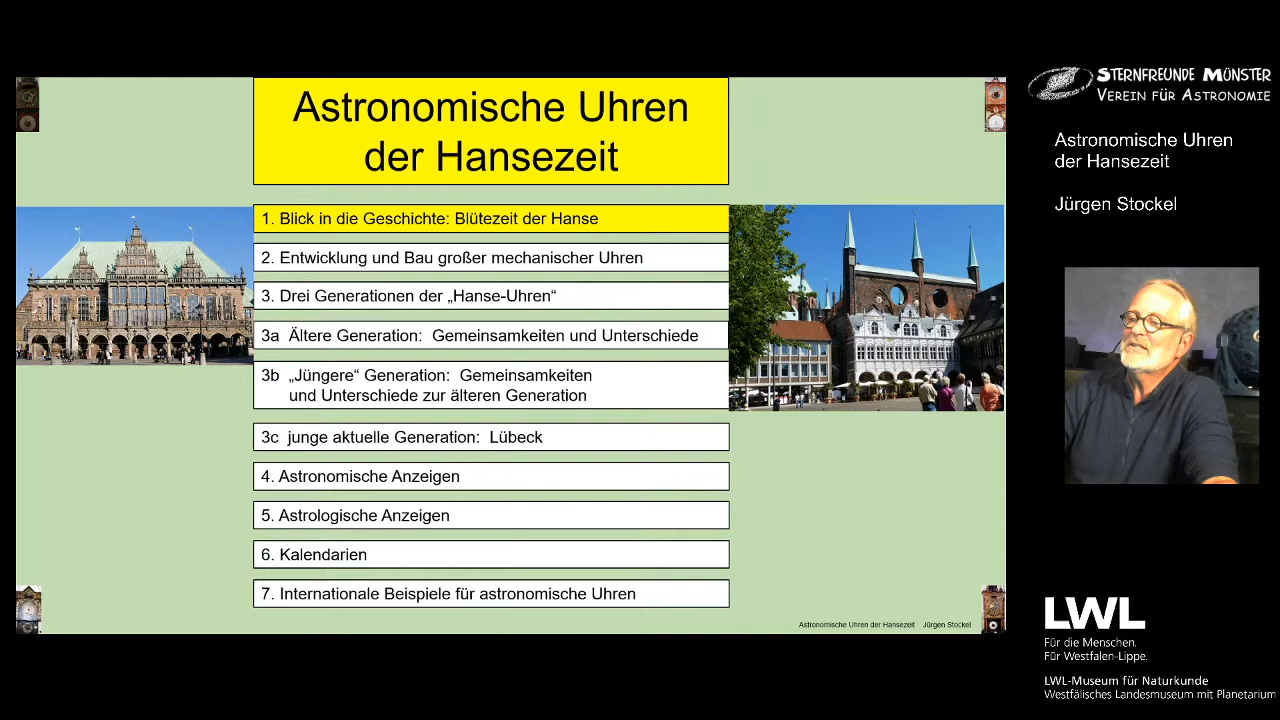 Astronomische Uhren
der Hansezeit
1. Blick in die Geschichte: Blütezeit der Hanse
2. Entwicklung und Bau großer mechanischer Uhren
3. Drei Generationen der „Hanse-Uhren“
3a Ältere Generation: Gemeinsamkeiten und Unterschiede
3b „Jüngere“ Generation: Gemeinsamkeiten
und Unterschiede zur älteren Generation
3c junge aktuelle Generation: Lübeck
4. Astronomische Anzeigen
5. Astrologische Anzeigen
6. Kalendarien
7. Internationale Beispiele für astronomische Uhren
Astronomische Uhren der Hansezeit Jürgen Stockel
STERNFREUNDE MÜNSTER
VEREIN FÜR ASTRONOMIE
Astronomische Uhren
der Hansezeit
Jürgen Stockel
LWL
Für die Menschen.
Für Westfalen-Lippe.
LWL-Museum für Naturkunde
Westfälisches Landesmuseum mit Planetarium